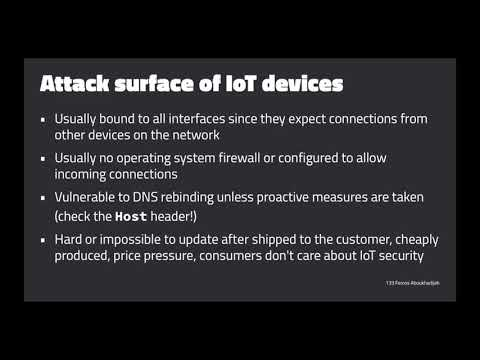 Attack surface of IoT devices
▪ Usually bound to all interfaces since they expect connections from
other devices on the network
▪ Usually no operating system firewall or configured to allow
incoming connections
▪ Vulnerable to DNS rebinding unless proactive measures are taken
(check the Host header!)
▪ Hard or impossible to update after shipped to the customer, cheaply
produced, price pressure, consumers don't care about IoT security
133 Feross Aboukhadijeh